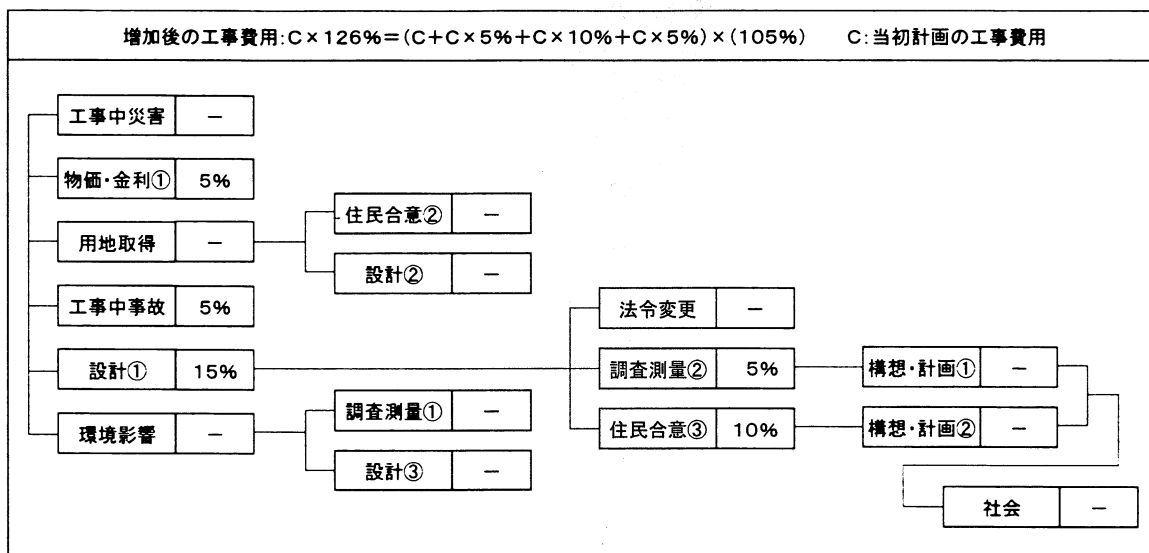 増加後の工事費用:C×126%=(C+C×5%+C×10%+C×5%)×(105%) C:当初計画の工事費用
工事中災害 －
物価・金利① 5%
用地取得 －
住民合意② －
設計② －
工事中事故 5%
設計① 15%
環境影響 －
調査測量① －
設計③ －
法令変更 －
調査測量② 5%
住民合意③ 10%
構想・計画① －
構想・計画② －
社会 －